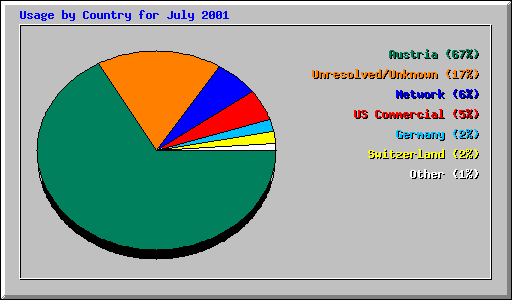 Usage by Country for July 2001
Austria (67%)
Unresolved/Unknown (17%)
Network (6%)
US Commercial (5%)
Germany (2%)
Switzerland (2%)
Other (1%)